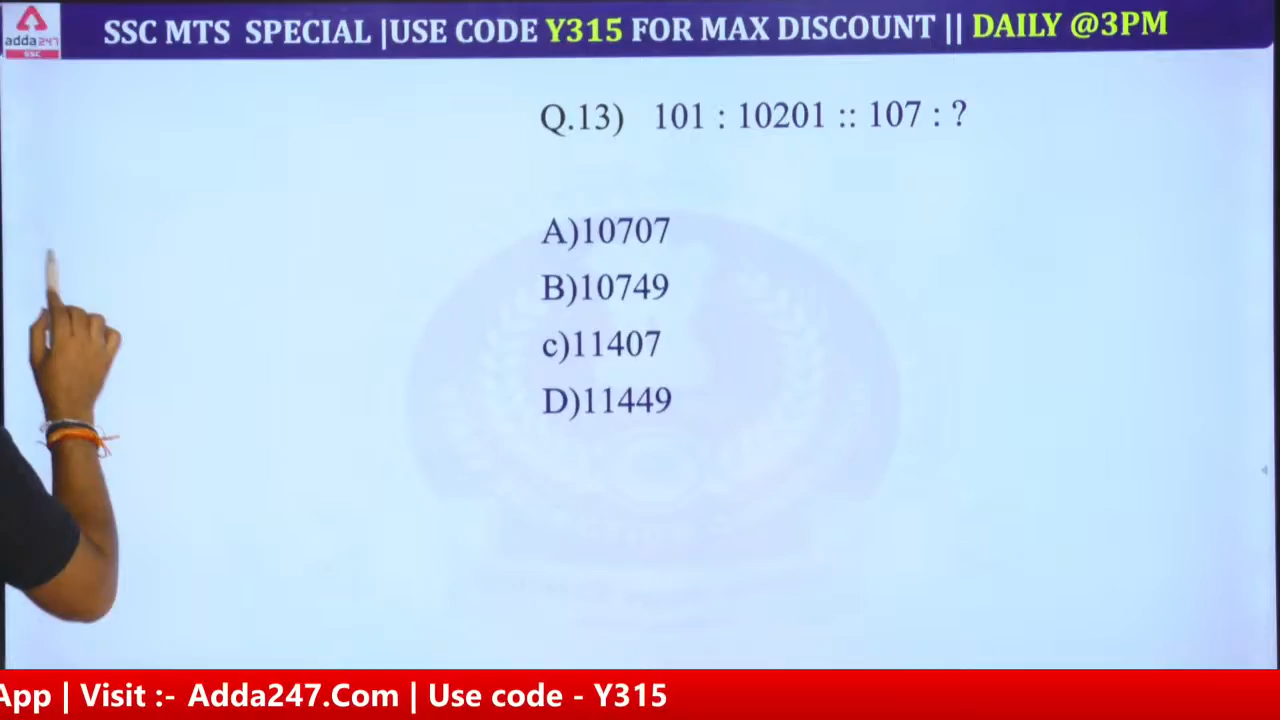 SSC MTS SPECIAL |USE CODE Y315 FOR MAX DISCOUNT || DAILY @3PM
adda247
SSC
Q.13) 101 : 10201 :: 107 : ?
A)10707
B)10749
c)11407
D)11449
App | Visit :- Adda247.Com | Use code - Y315